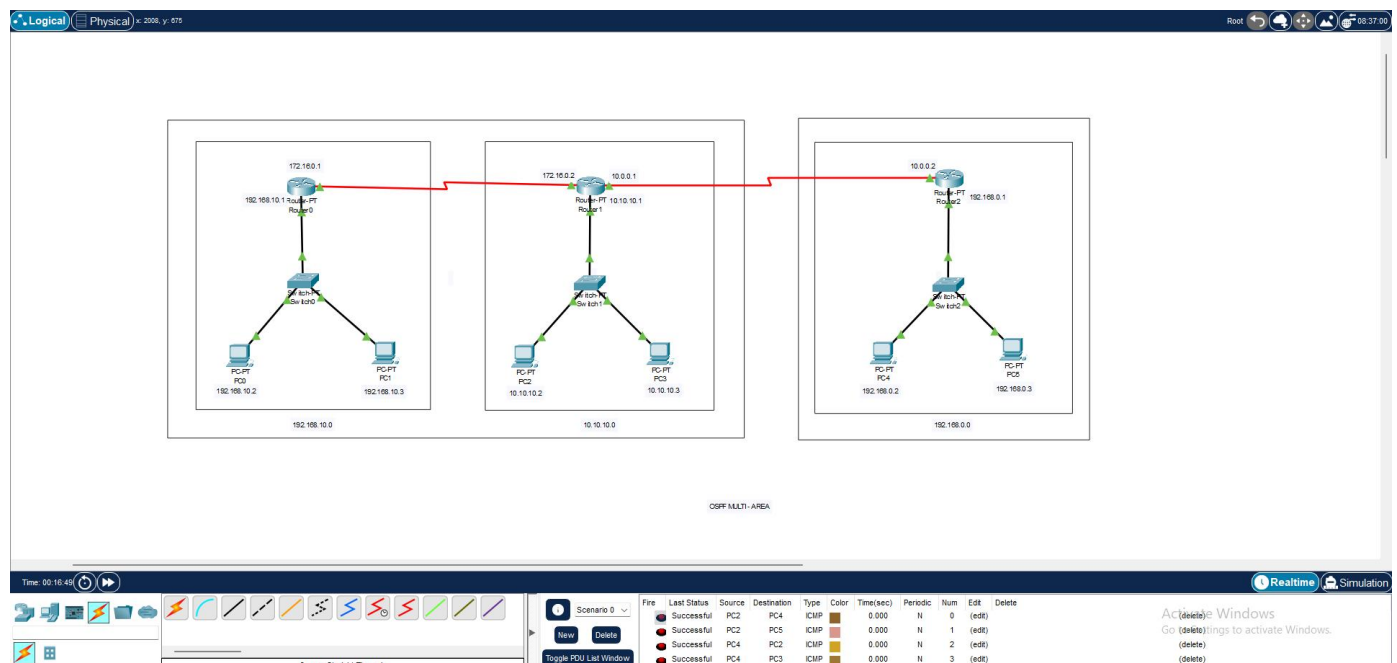 Logical Physical x: 2008, y: 675 Root 08:37:00
172.16.0.1
172.16.0.2 10.0.0.1
10.0.0.2
192.168.10.1 Router-PT
Router0
Router-PT 10.10.10.1
Router1
Router-PT 192.168.0.1
Router2
Switch-PT
Switch0
Switch-PT
Switch1
Switch-PT
Switch2
PC-PT
PC0
192.168.10.2
PC-PT
PC1
192.168.10.3
PC-PT
PC2
10.10.10.2
PC-PT
PC3
10.10.10.3
PC-PT
PC4
192.168.0.2
PC-PT
PC5
192.168.0.3
192.168.10.0
10.10.10.0
192.168.0.0
OSPF MULTI - AREA
Time: 00:16:49 Realtime Simulation
Scenario 0
New Delete
Toggle PDU List Window
Fire Last Status Source Destination Type Color Time(sec) Periodic Num Edit Delete
Successful PC2 PC4 ICMP 0.000 N 0 (edit) (delete)
Successful PC2 PC5 ICMP 0.000 N 1 (edit) (delete)
Successful PC4 PC2 ICMP 0.000 N 2 (edit) (delete)
Successful PC4 PC3 ICMP 0.000 N 3 (edit) (delete)
Activate Windows
Go to Settings to activate Windows.